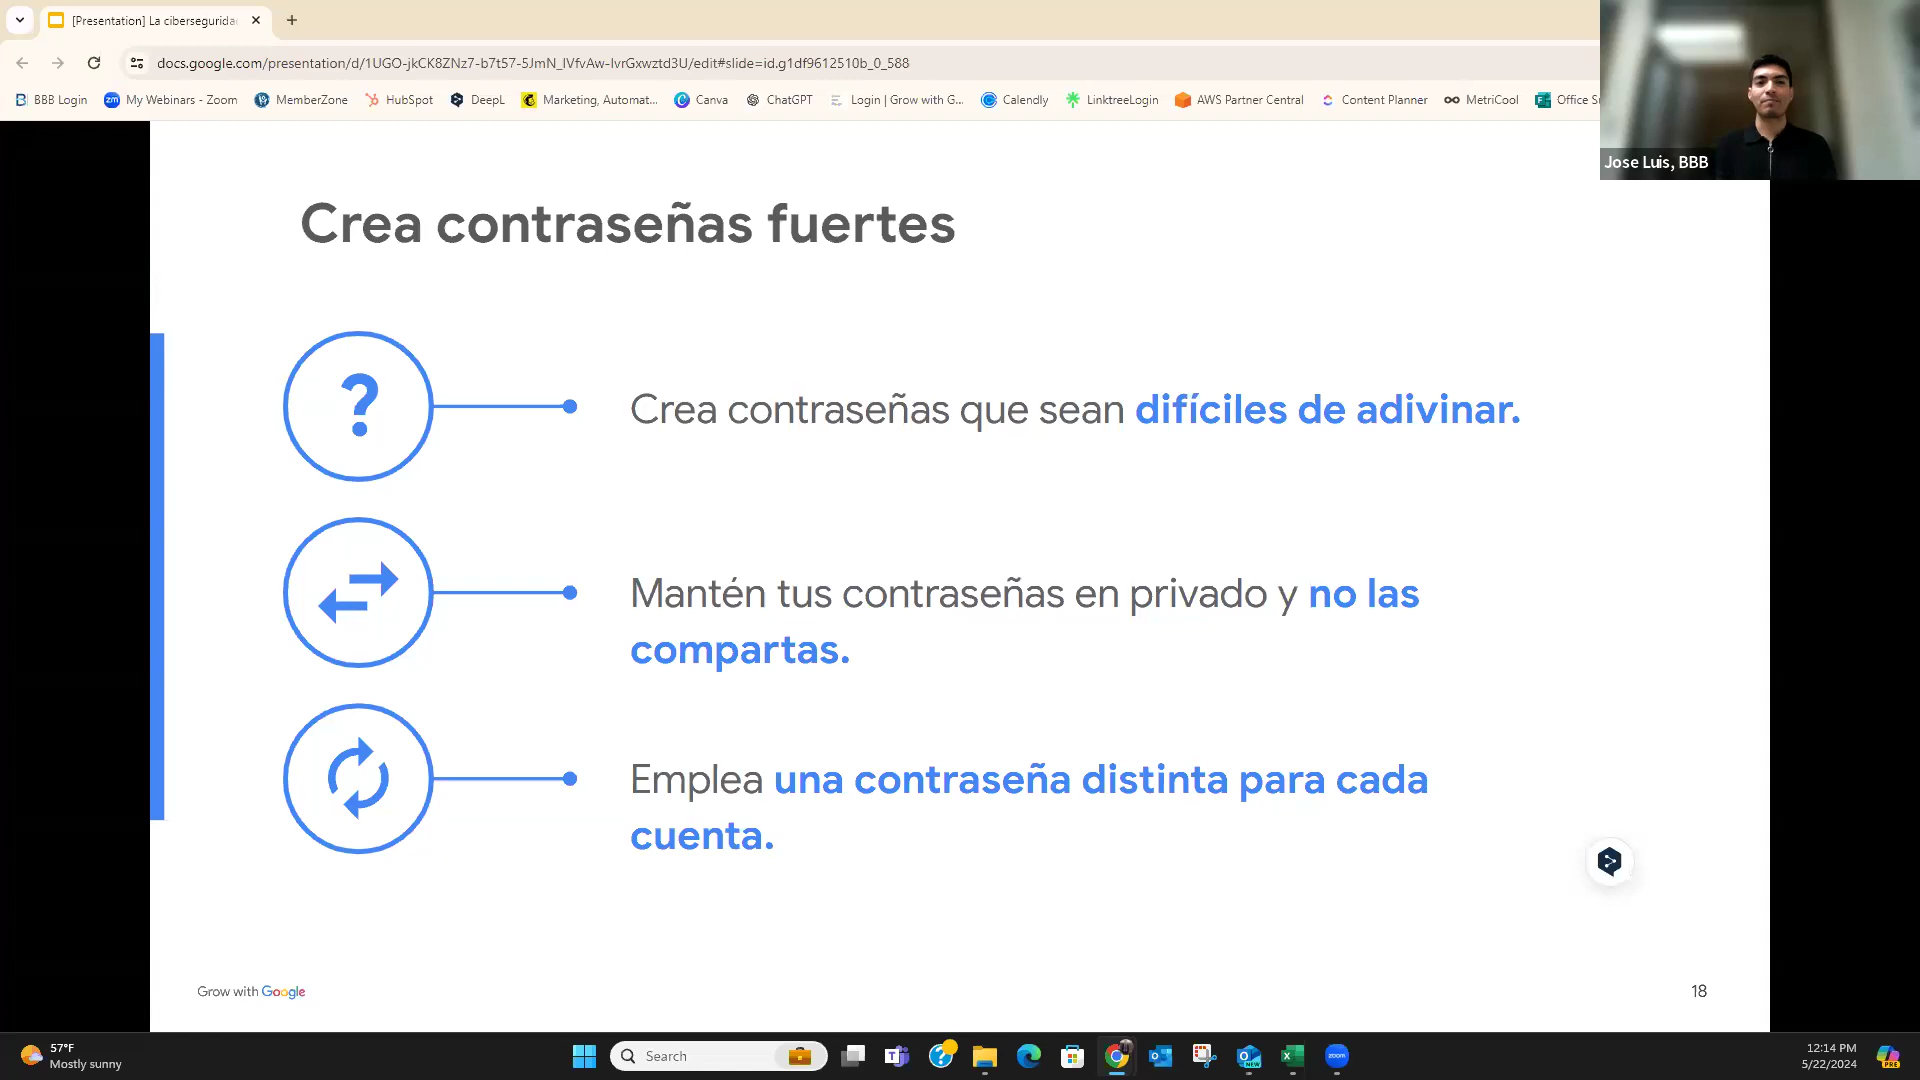 [Presentation] La ciberseguridad
docs.google.com/presentation/d/1UGO-jkCK8ZNz7-b7t57-5JmN_IVfvAw-IvrGxwztd3U/edit#slide=id.g1df9612510b_0_588
BBB Login My Webinars - Zoom MemberZone HubSpot DeepL Marketing, Automat... Canva ChatGPT Login | Grow with G... Calendly LinktreeLogin AWS Partner Central Content Planner MetriCool Office
Jose Luis, BBB
Crea contraseñas fuertes
?
Crea contraseñas que sean difíciles de adivinar.
Mantén tus contraseñas en privado y no las
compartas.
Emplea una contraseña distinta para cada
cuenta.
Grow with Google
18
57°F
Mostly sunny
Search
12:14 PM
5/22/2024